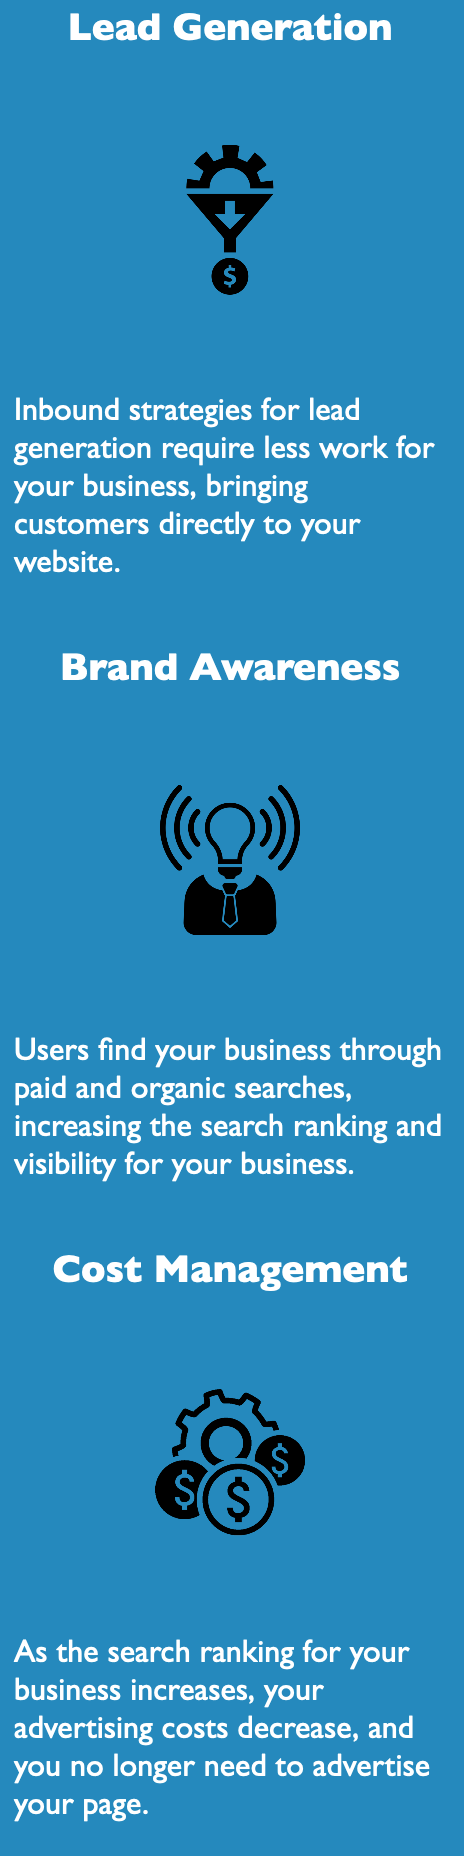 Lead Generation
$
Inbound strategies for lead
generation require less work for
your business, bringing
customers directly to your
website.
Brand Awareness
Users find your business through
paid and organic searches,
increasing the search ranking and
visibility for your business.
Cost Management
$ $ $
As the search ranking for your
business increases, your
advertising costs decrease, and
you no longer need to advertise
your page.